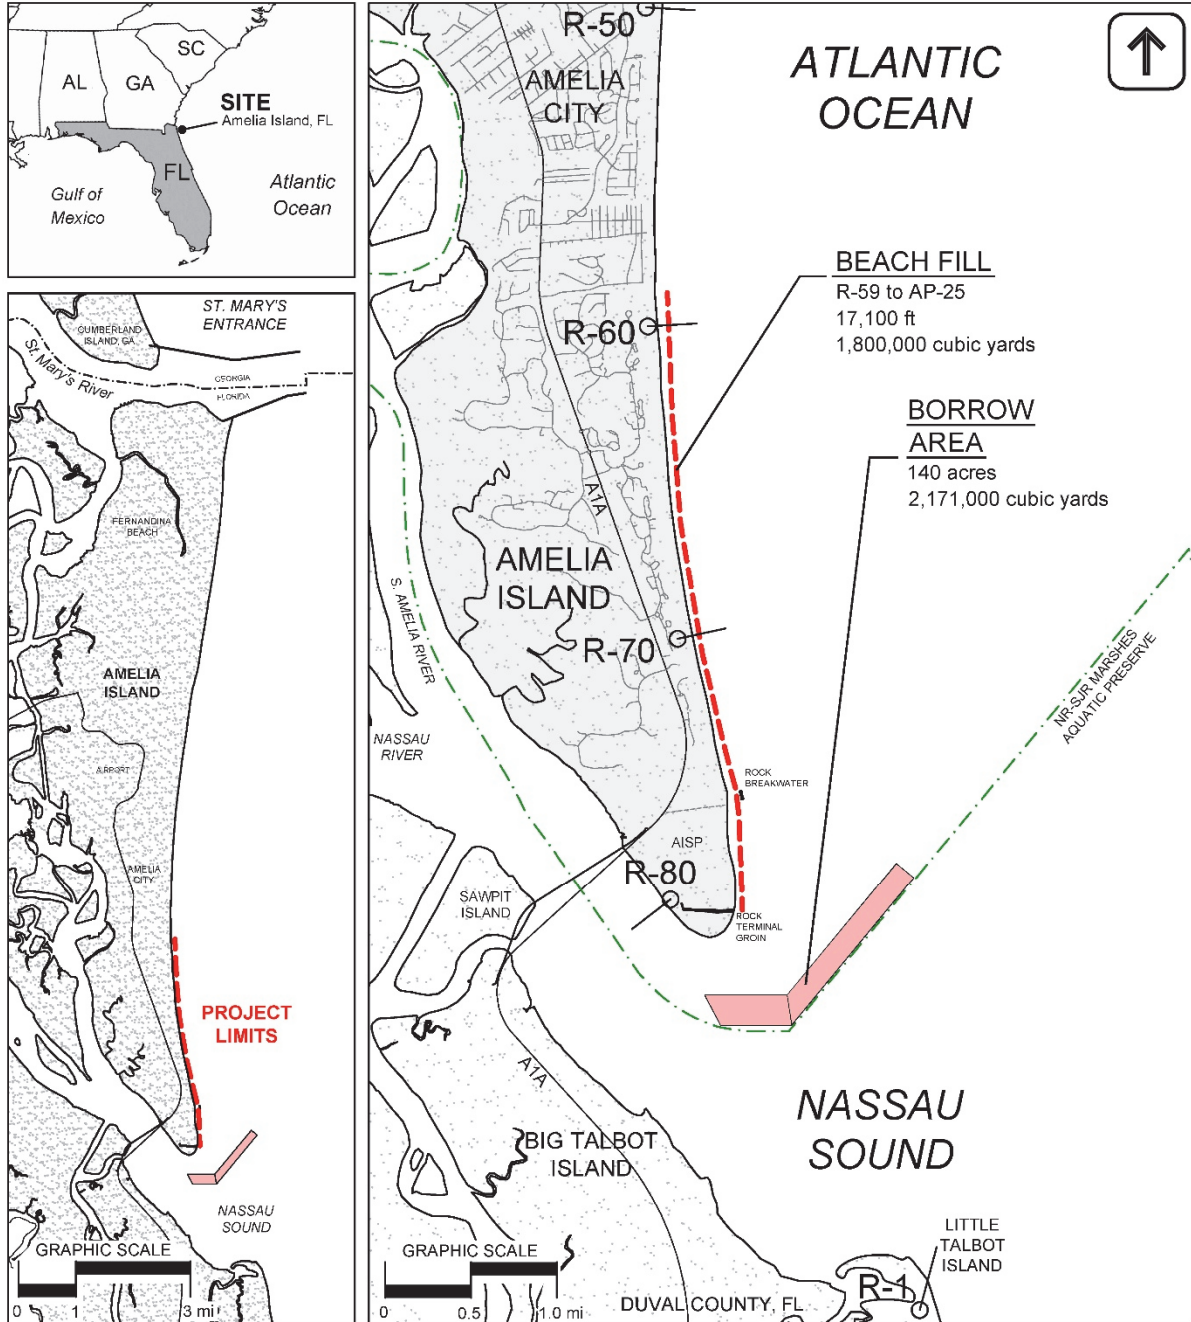 SC
AL
GA
SITE
Amelia Island, FL
FL
Gulf of
Mexico
Atlantic
Ocean
ST. MARY'S
ENTRANCE
CUMBERLAND
ISLAND, GA
St. Mary's River
GEORGIA
FLORIDA
FERNANDINA
BEACH
AMELIA
ISLAND
AIRPORT
AMELIA
CITY
PROJECT
LIMITS
NASSAU
SOUND
GRAPHIC SCALE
0 1 3 mi
R-50
AMELIA
CITY
ATLANTIC
OCEAN
BEACH FILL
R-59 to AP-25
17,100 ft
1,800,000 cubic yards
R-60
BORROW
AREA
140 acres
2,171,000 cubic yards
A1A
AMELIA
ISLAND
S. AMELIA RIVER
R-70
NR-SJR MARSHES
AQUATIC PRESERVE
NASSAU
RIVER
ROCK
BREAKWATER
AISP
R-80
SAWPIT
ISLAND
ROCK
TERMINAL
GROIN
A1A
NASSAU
SOUND
BIG TALBOT
ISLAND
LITTLE
TALBOT
ISLAND
GRAPHIC SCALE
0 0.5 1.0 mi
R-1
DUVAL COUNTY, FL